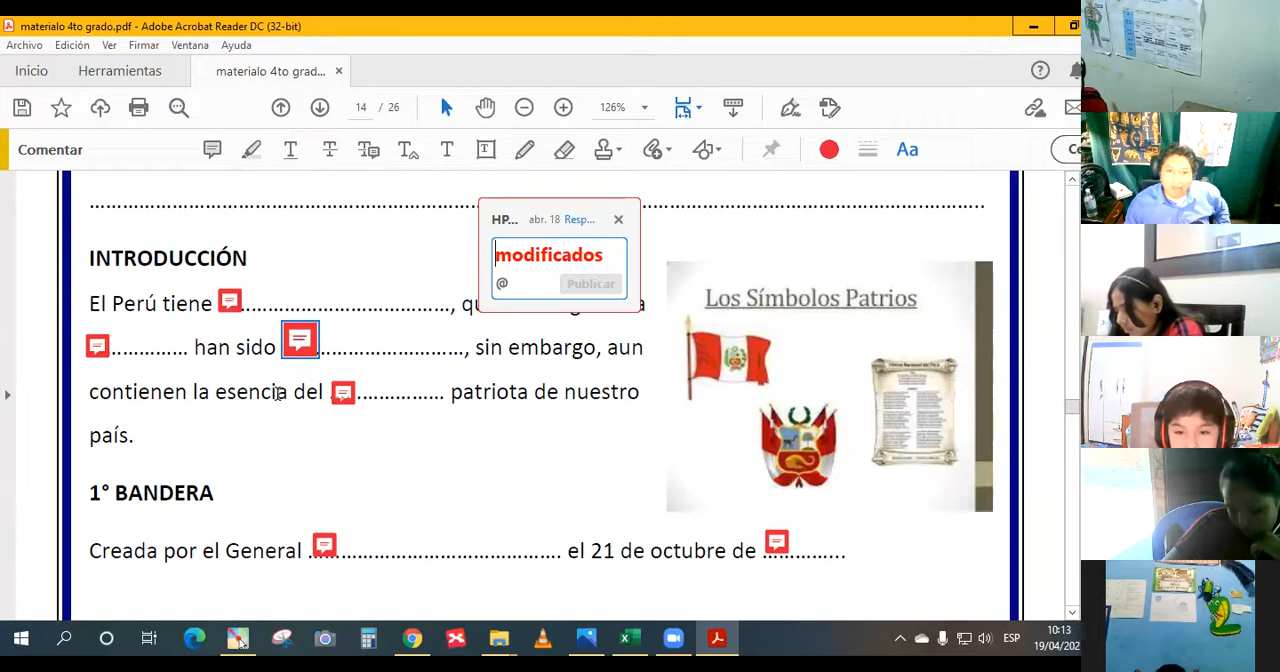 materialo 4to grado.pdf - Adobe Acrobat Reader DC (32-bit)
Archivo Edición Ver Firmar Ventana Ayuda
Inicio Herramientas materialo 4to grad... ×
14 / 26 126%
Comentar Aa
HP... abr. 18 Resp...
modificados
@ Publicar
INTRODUCCIÓN
El Perú tiene ..................................,
.............. han sido ..........................., sin embargo, aun
contienen la esencia del ................ patriota de nuestro
país.
Los Símbolos Patrios
1° BANDERA
Creada por el General ............................................. el 21 de octubre de ...............
ESP
10:13
19/04/202